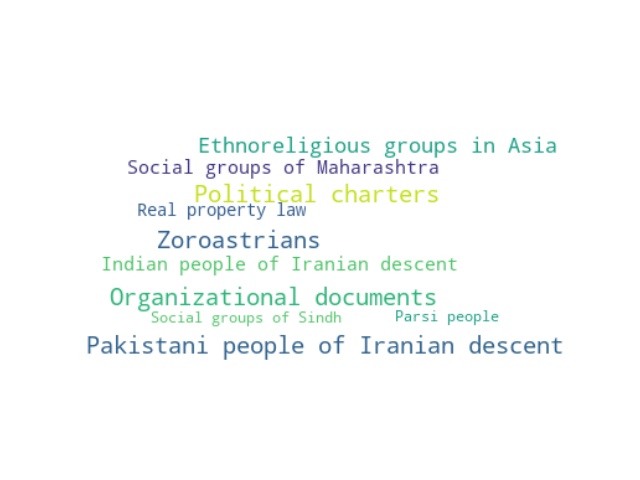 Ethnoreligious groups in Asia
Social groups of Maharashtra
Political charters
Real property law
Zoroastrians
Indian people of Iranian descent
Organizational documents
Social groups of Sindh
Parsi people
Pakistani people of Iranian descent